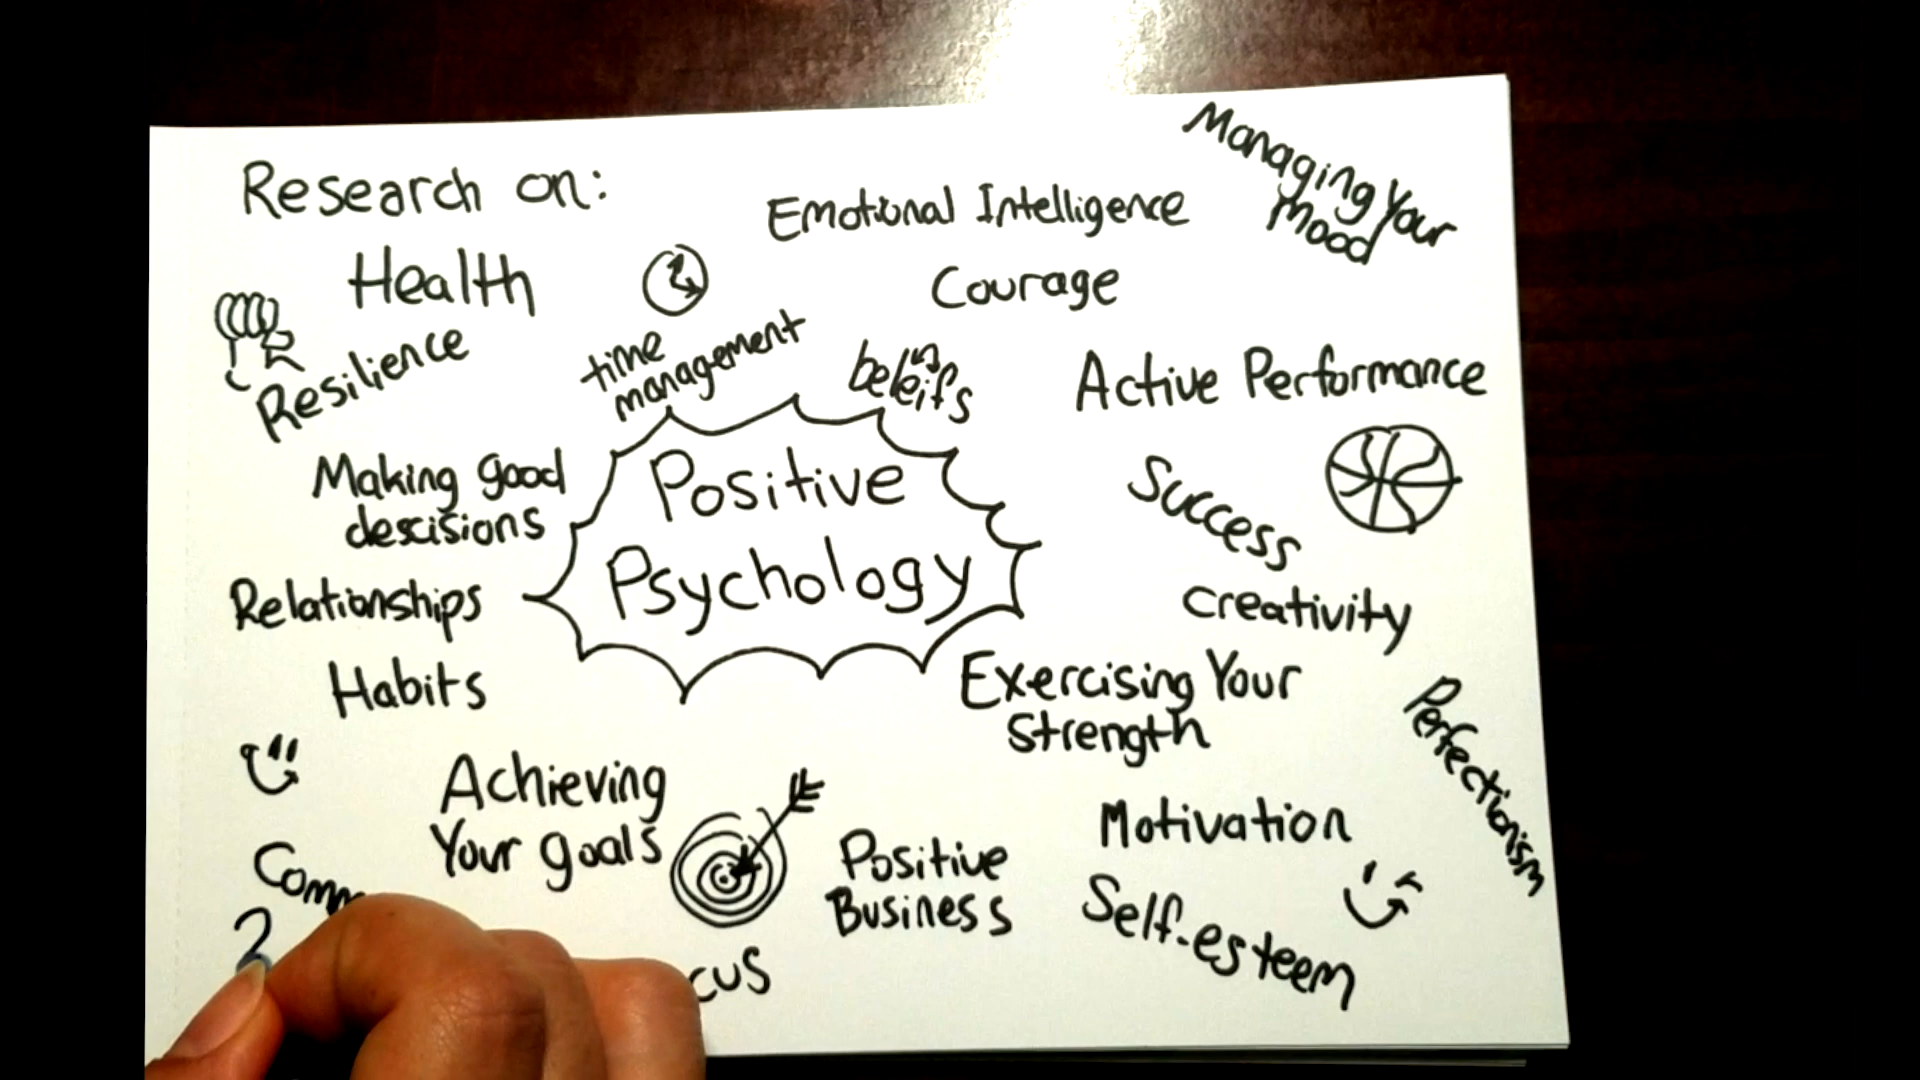 Research on:
Managing Your
Mood
Emotional Intelligence
Health
Courage
Resilience
time
management
beleifs
Active Performance
Making good
descisions
Positive
Psychology
Success
Relationships
creativity
Habits
Exercising Your
Strength
Perfectionism
Achieving
Your goals
Motivation
Positive
Business
Self-esteem